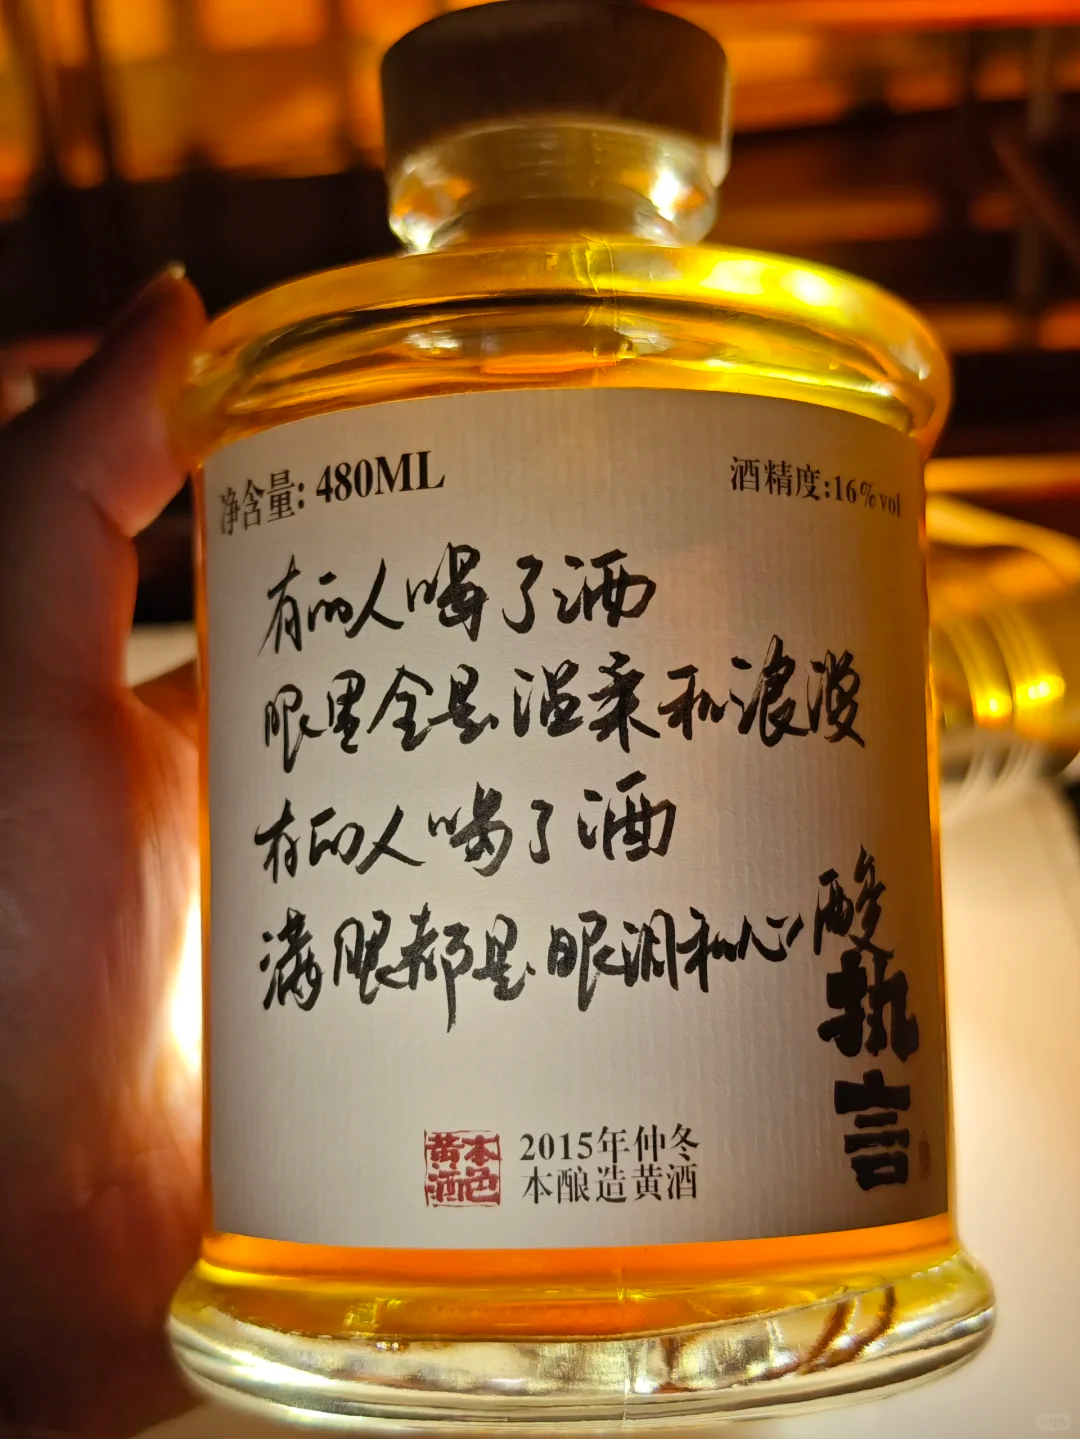 净含量: 480ML
酒精度:16%vol
有的人喝了酒
眼里全是温柔和浪漫
有的人喝了酒
满眼都是眼泪和心酸
执言
本色黄酒
2015年仲冬
本酿造黄酒